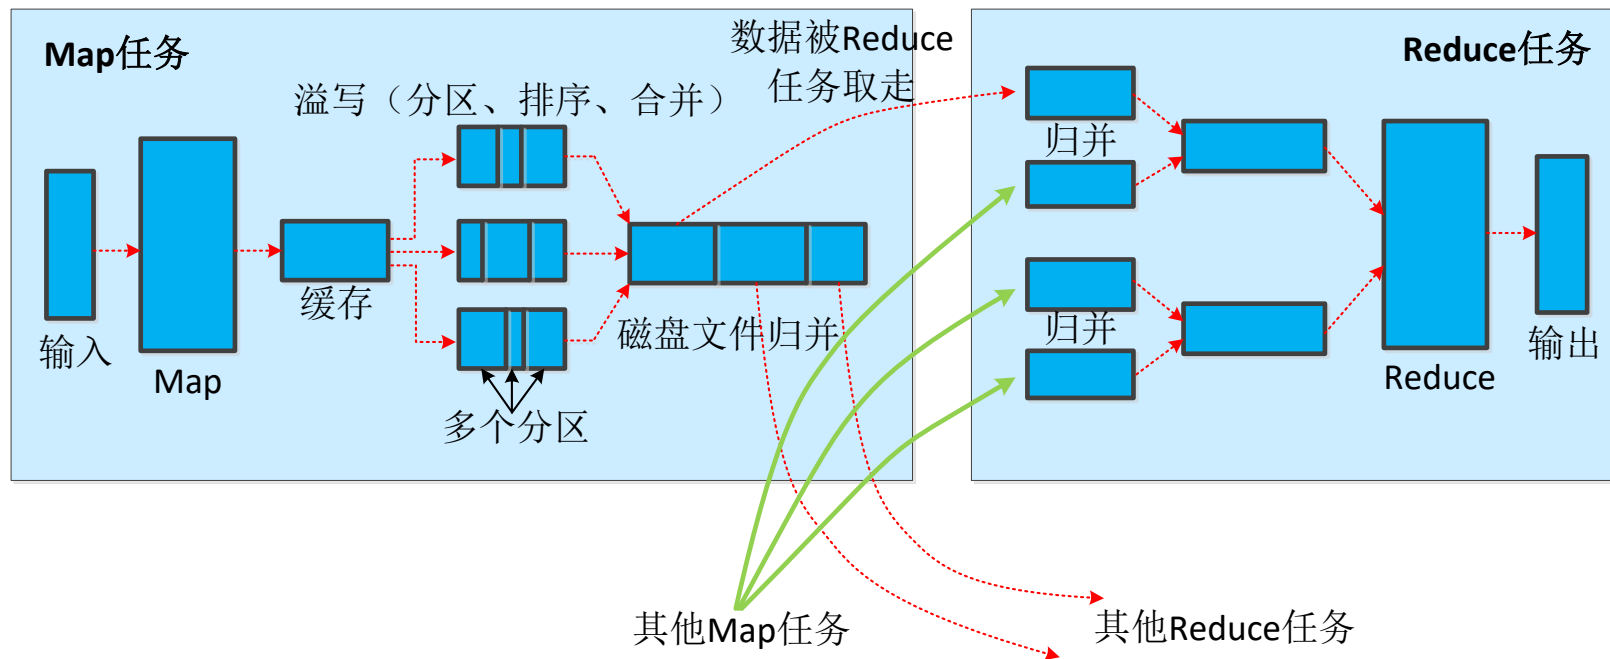 Map任务
溢写（分区、排序、合并）
输入
Map
缓存
多个分区
磁盘文件归并
数据被Reduce
任务取走
Reduce任务
归并
归并
Reduce
输出
其他Map任务
其他Reduce任务